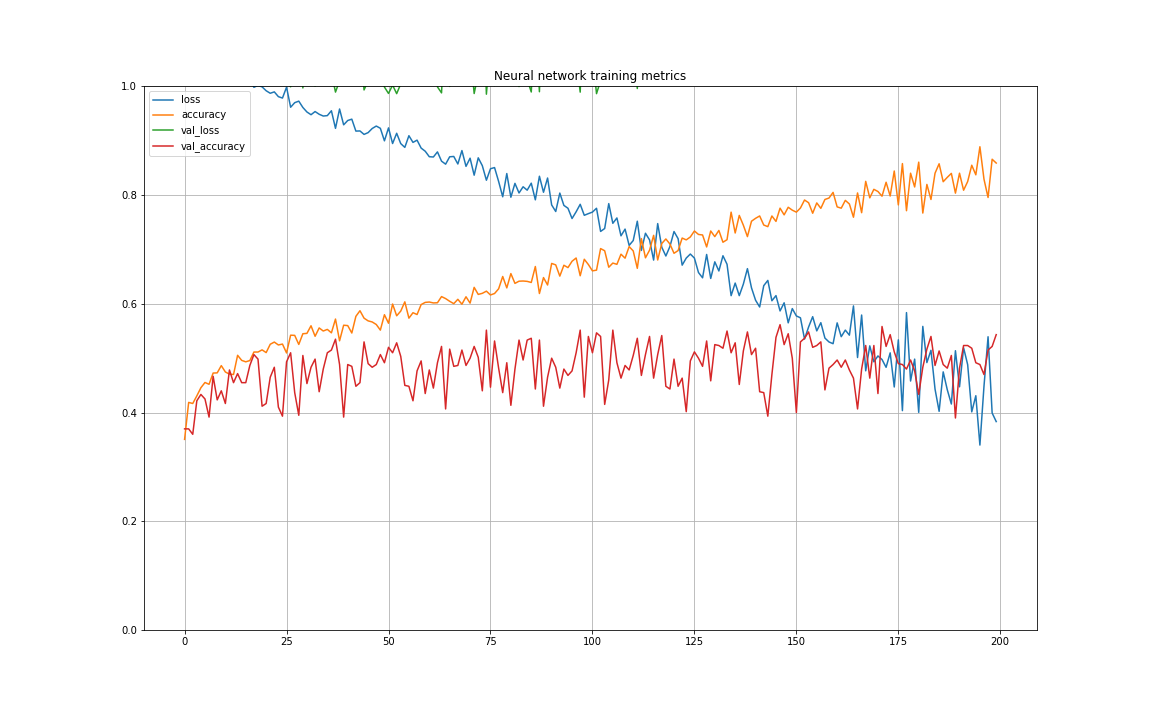 Neural network training metrics
1.0
loss
accuracy
val_loss
val_accuracy
0.8
0.6
0.4
0.2
0.0
0 25 50 75 100 125 150 175 200